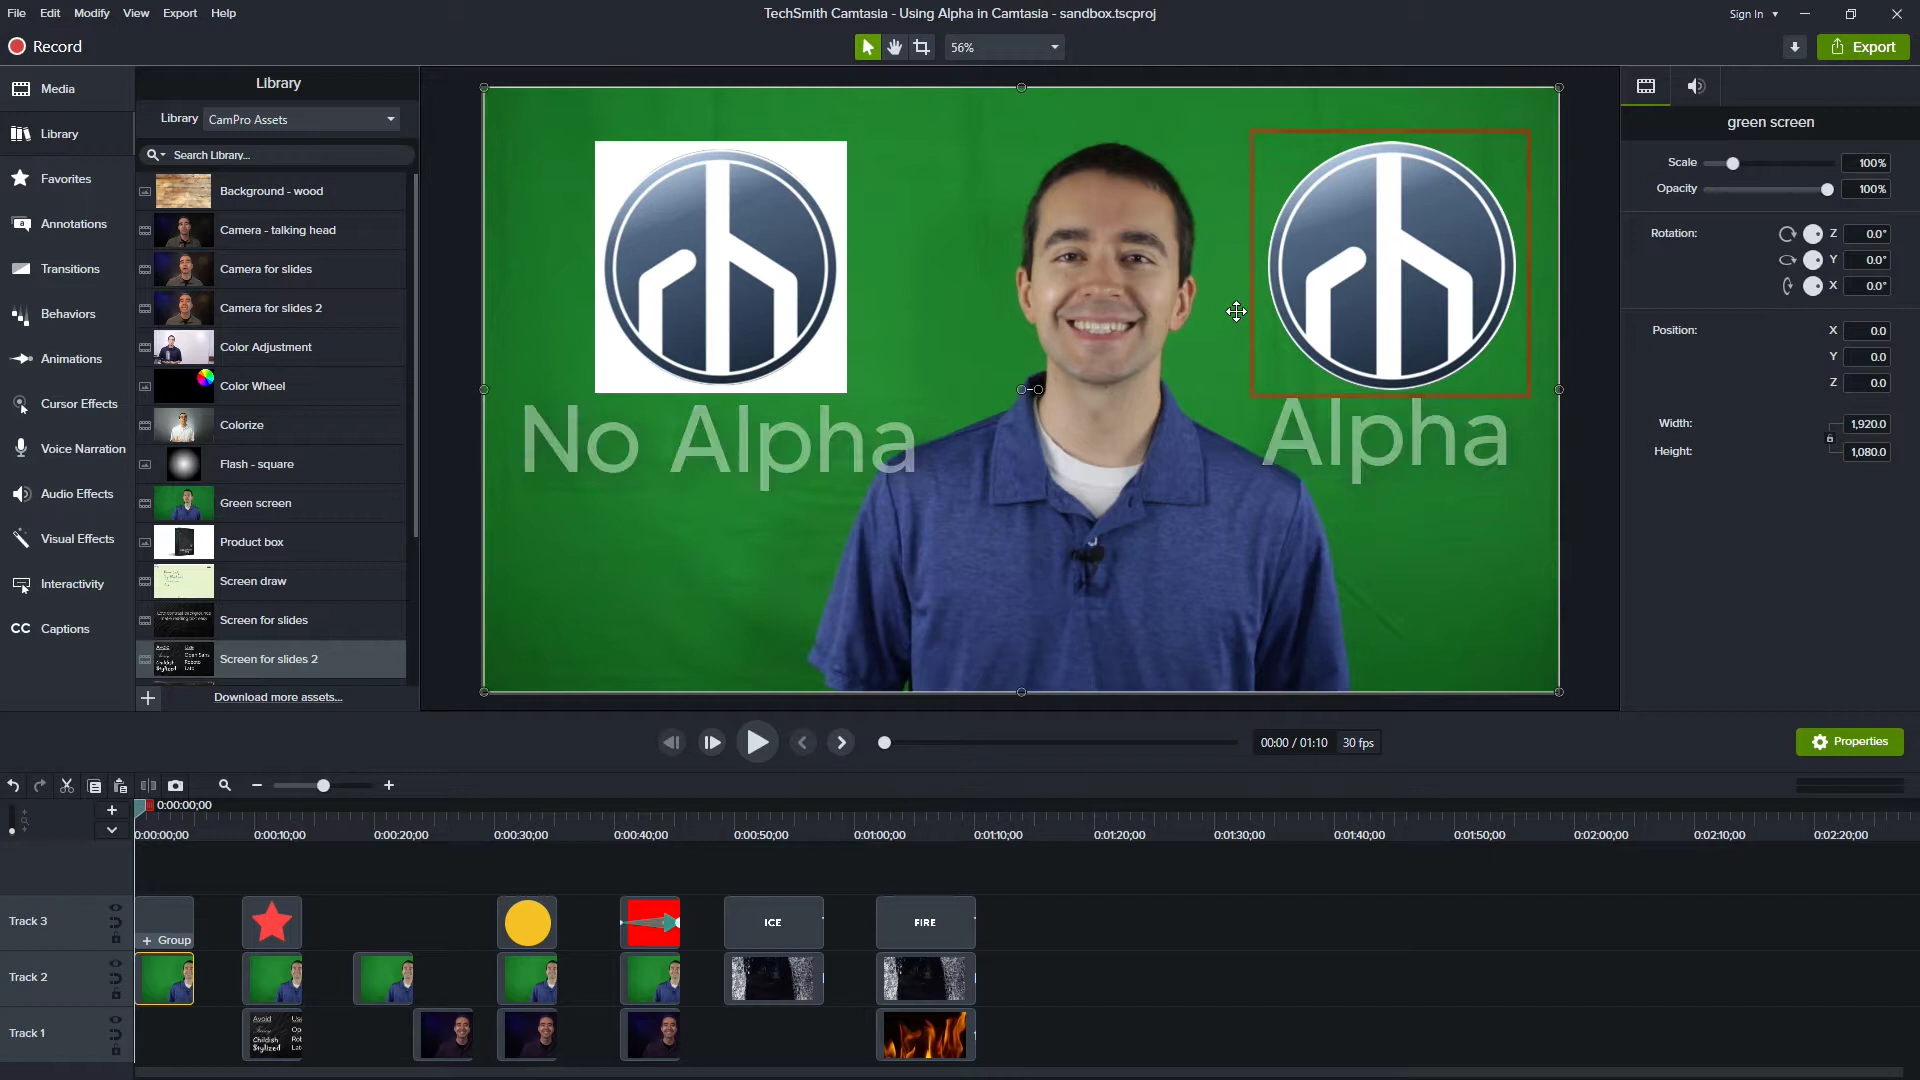 File Edit Modify View Export Help
TechSmith Camtasia - Using Alpha in Camtasia - sandbox.tscproj
Sign In
Record
56%
Export
Media
Library
Favorites
Annotations
Transitions
Behaviors
Animations
Cursor Effects
Voice Narration
Audio Effects
Visual Effects
Interactivity
CC Captions
Library
Library CamPro Assets
Search Library...
Background - wood
Camera - talking head
Camera for slides
Camera for slides 2
Color Adjustment
Color Wheel
Colorize
Flash - square
Green screen
Product box
Screen draw
Screen for slides
Screen for slides 2
Download more assets...
No Alpha
Alpha
green screen
Scale 100%
Opacity 100%
Rotation: Z 0.0°
Y 0.0°
X 0.0°
Position: X 0.0
Y 0.0
Z 0.0
Width: 1,920.0
Height: 1,080.0
00:00 / 01:10 30 fps
Properties
0:00:00;00
0:00:00;00 0:00:10;00 0:00:20;00 0:00:30;00 0:00:40;00 0:00:50;00 0:01:00;00 0:01:10;00 0:01:20;00 0:01:30;00 0:01:40;00 0:01:50;00 0:02:00;00 0:02:10;00 0:02:20;00
Track 3
+ Group
ICE
FIRE
Track 2
Track 1
Avoid
Childish
Stylized